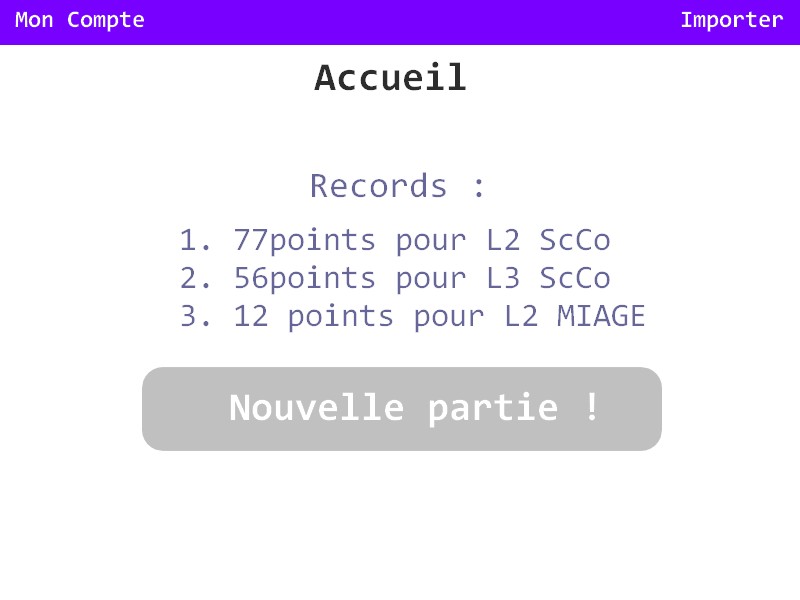 Mon Compte
Importer
Accueil
Records :
1. 77points pour L2 ScCo
2. 56points pour L3 ScCo
3. 12 points pour L2 MIAGE
Nouvelle partie !